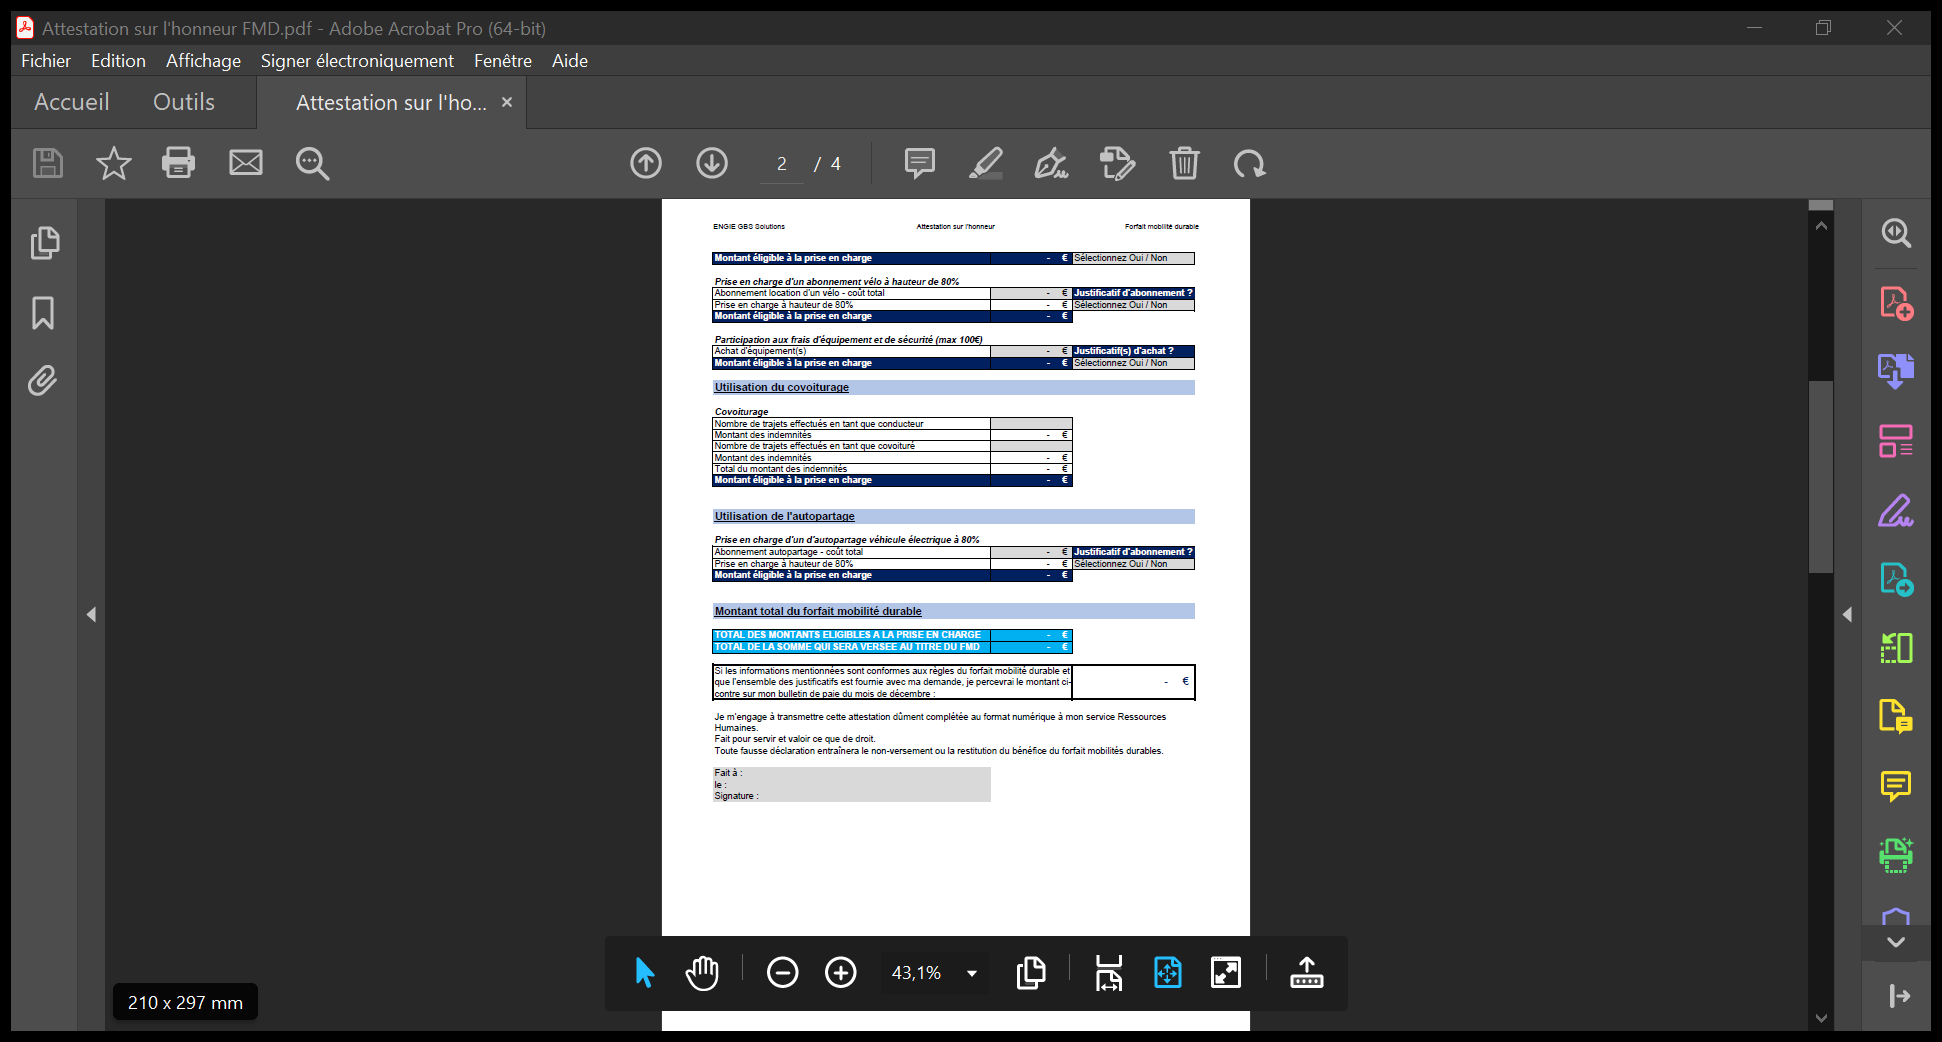 Attestation sur l'honneur FMD.pdf - Adobe Acrobat Pro (64-bit)
Fichier Edition Affichage Signer électroniquement Fenêtre Aide
Accueil Outils Attestation sur l'ho... ×
2 / 4
ENGIE GBS Solutions Attestation sur l'honneur Forfait mobilité durable
Montant éligible à la prise en charge - € Sélectionnez Oui / Non
Prise en charge d'un abonnement vélo à hauteur de 80%
Abonnement location d'un vélo - coût total - € Justificatif d'abonnement ?
Prise en charge à hauteur de 80% - € Sélectionnez Oui / Non
Montant éligible à la prise en charge - €
Participation aux frais d'équipement et de sécurité (max 100€)
Achat d'équipement(s) - € Justificatif(s) d'achat ?
Montant éligible à la prise en charge - € Sélectionnez Oui / Non
Utilisation du covoiturage
Covoiturage
Nombre de trajets effectués en tant que conducteur
Montant des indemnités - €
Nombre de trajets effectués en tant que covoituré
Montant des indemnités - €
Total du montant des indemnités - €
Montant éligible à la prise en charge - €
Utilisation de l'autopartage
Prise en charge d'un d'autopartage véhicule électrique à 80%
Abonnement autopartage - coût total - € Justificatif d'abonnement ?
Prise en charge à hauteur de 80% - € Sélectionnez Oui / Non
Montant éligible à la prise en charge - €
Montant total du forfait mobilité durable
TOTAL DES MONTANTS ELIGIBLES A LA PRISE EN CHARGE - €
TOTAL DE LA SOMME QUI SERA VERSEE AU TITRE DU FMD - €
Si les informations mentionnées sont conformes aux règles du forfait mobilité durable et
que l'ensemble des justificatifs est fournie avec ma demande, je percevrai le montant ci- - €
contre sur mon bulletin de paie du mois de décembre :
Je m'engage à transmettre cette attestation dûment complétée au format numérique à mon service Ressources
Humaines.
Fait pour servir et valoir ce que de droit.
Toute fausse déclaration entraînera le non-versement ou la restitution du bénéfice du forfait mobilités durables.
Fait à :
le :
Signature :
43,1%
210 x 297 mm